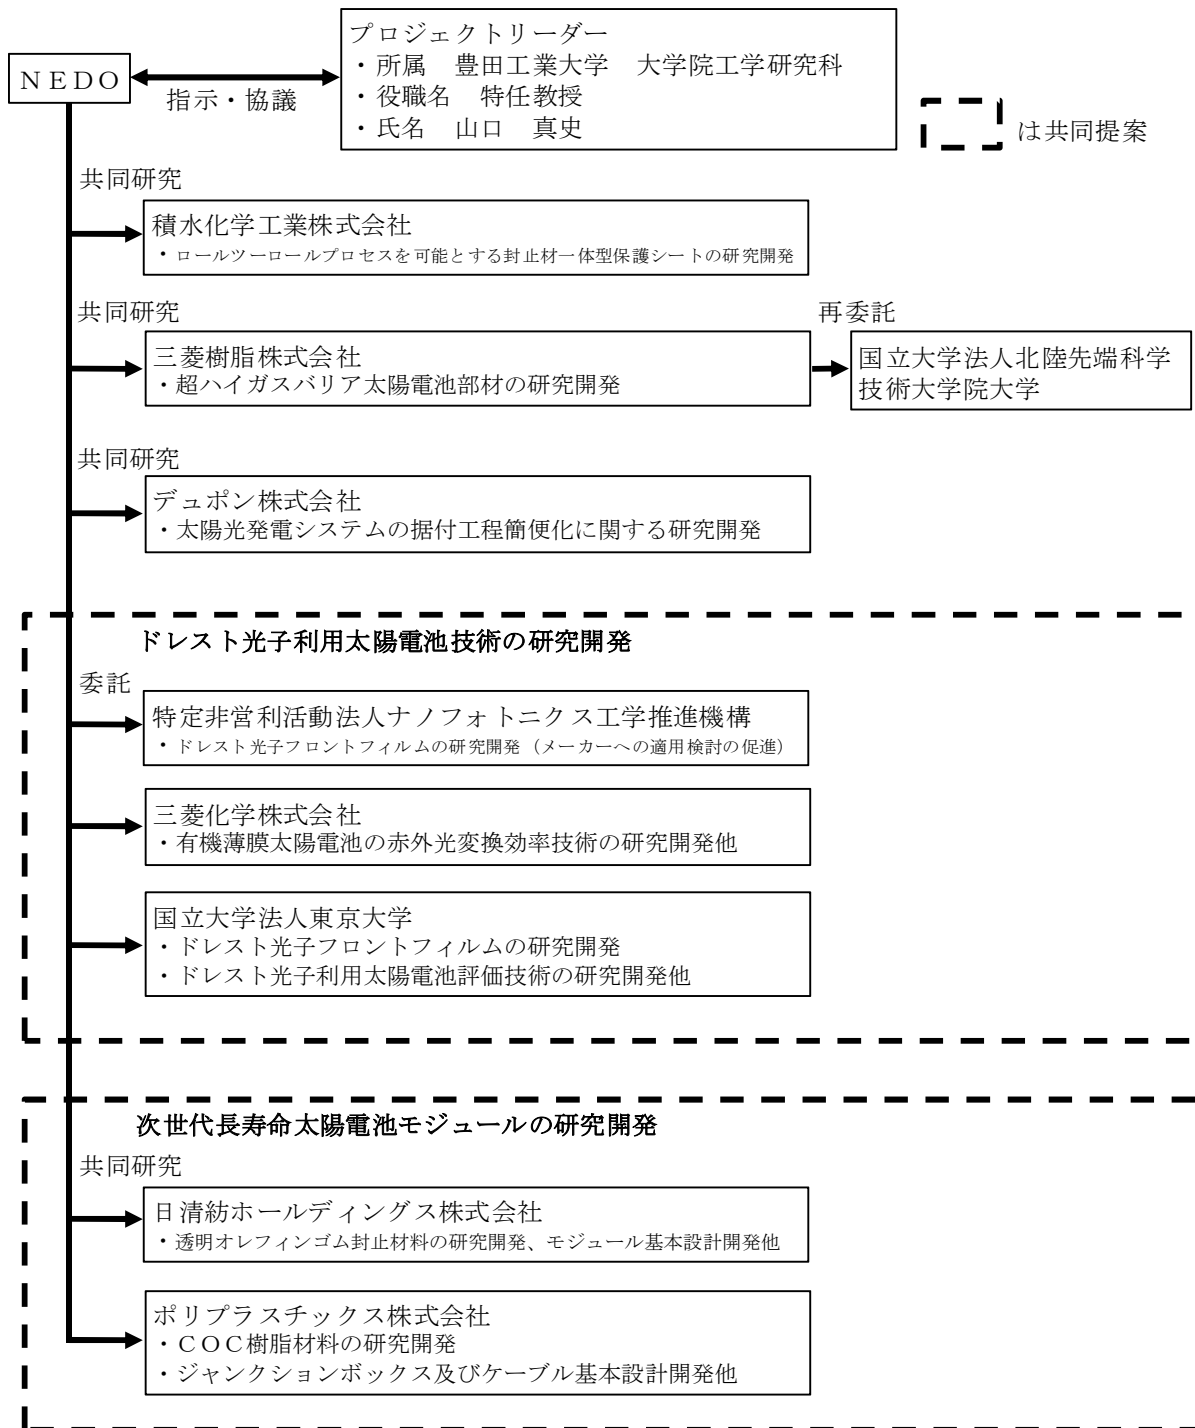 プロジェクトリーダー
・所属　豊田工業大学　大学院工学研究科
・役職名　特任教授
・氏名　山口　真史
ＮＥＤＯ
指示・協議
は共同提案
共同研究
積水化学工業株式会社
・ロールツーロールプロセスを可能とする封止材一体型保護シートの研究開発
共同研究
三菱樹脂株式会社
・超ハイガスバリア太陽電池部材の研究開発
再委託
国立大学法人北陸先端科学
技術大学院大学
共同研究
デュポン株式会社
・太陽光発電システムの据付工程簡便化に関する研究開発
ドレスト光子利用太陽電池技術の研究開発
委託
特定非営利活動法人ナノフォトニクス工学推進機構
・ドレスト光子フロントフィルムの研究開発（メーカーへの適用検討の促進）
三菱化学株式会社
・有機薄膜太陽電池の赤外光変換効率技術の研究開発他
国立大学法人東京大学
・ドレスト光子フロントフィルムの研究開発
・ドレスト光子利用太陽電池評価技術の研究開発他
次世代長寿命太陽電池モジュールの研究開発
共同研究
日清紡ホールディングス株式会社
・透明オレフィンゴム封止材料の研究開発、モジュール基本設計開発他
ポリプラスチックス株式会社
・ＣＯＣ樹脂材料の研究開発
・ジャンクションボックス及びケーブル基本設計開発他